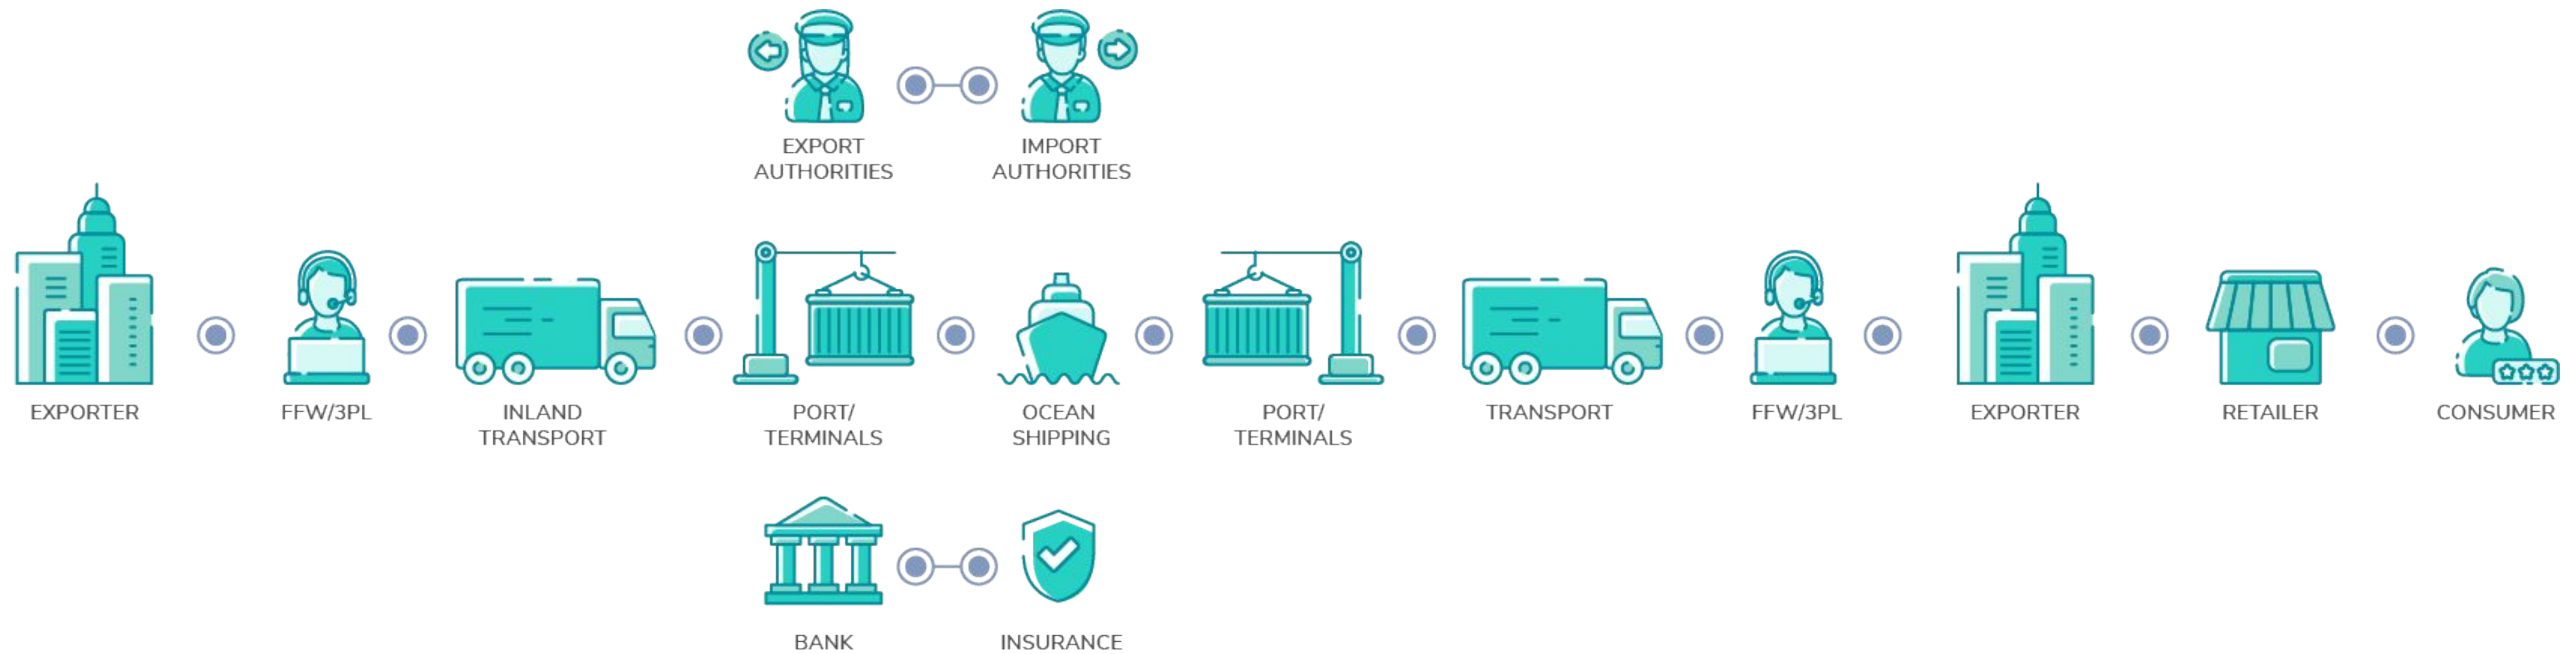 EXPORT
AUTHORITIES
IMPORT
AUTHORITIES
EXPORTER
FFW/3PL
INLAND
TRANSPORT
PORT/
TERMINALS
OCEAN
SHIPPING
PORT/
TERMINALS
TRANSPORT
FFW/3PL
EXPORTER
RETAILER
CONSUMER
BANK
INSURANCE